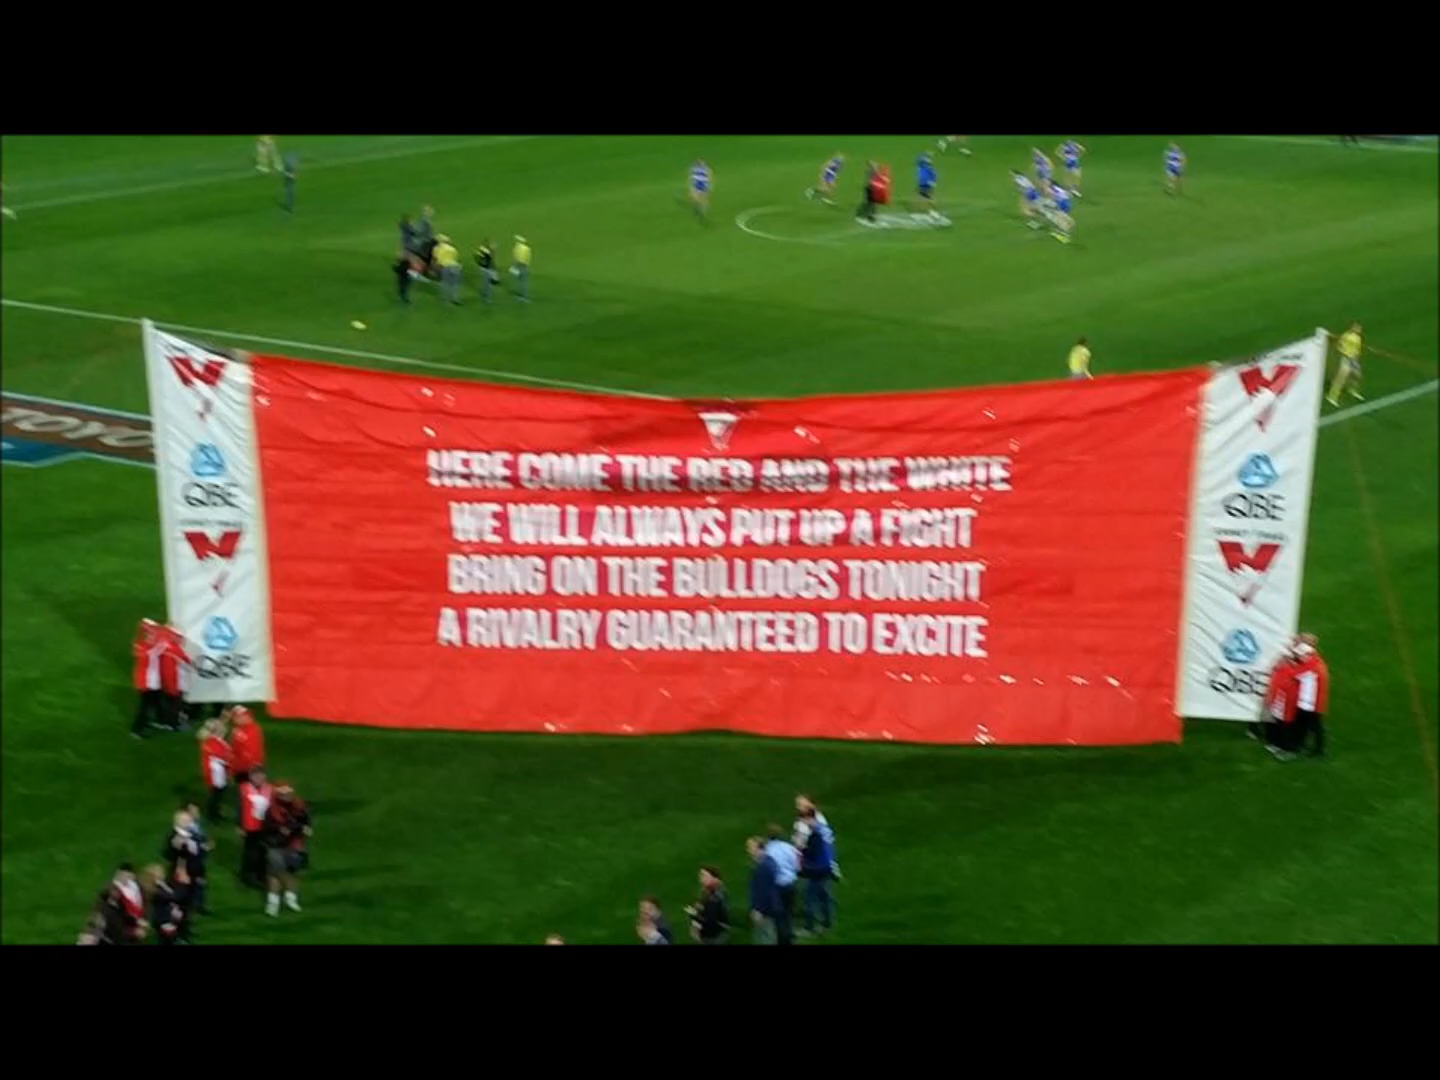 HERE COME THE RED AND THE WHITE
WE WILL ALWAYS PUT UP A FIGHT
BRING ON THE BULLDOGS TONIGHT
A RIVALRY GUARANTEED TO EXCITE
QBE
QBE
QBE
QBE
TOYO